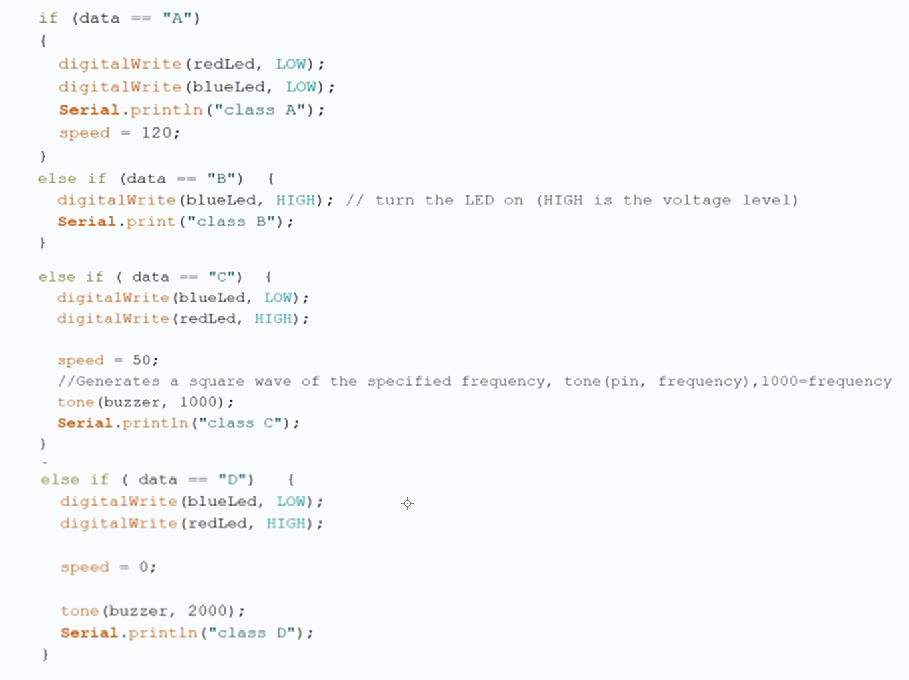 if (data == "A")
{
digitalWrite(redLed, LOW);
digitalWrite(blueLed, LOW);
Serial.println("class A");
speed = 120;
}
else if (data == "B") {
digitalWrite(blueLed, HIGH); // turn the LED on (HIGH is the voltage level)
Serial.print("class B");
}
else if ( data == "C") {
digitalWrite(blueLed, LOW);
digitalWrite(redLed, HIGH);
speed = 50;
//Generates a square wave of the specified frequency, tone(pin, frequency),1000=frequency
tone(buzzer, 1000);
Serial.println("class C");
}
else if ( data == "D") {
digitalWrite(blueLed, LOW);
digitalWrite(redLed, HIGH);
speed = 0;
tone(buzzer, 2000);
Serial.println("class D");
}